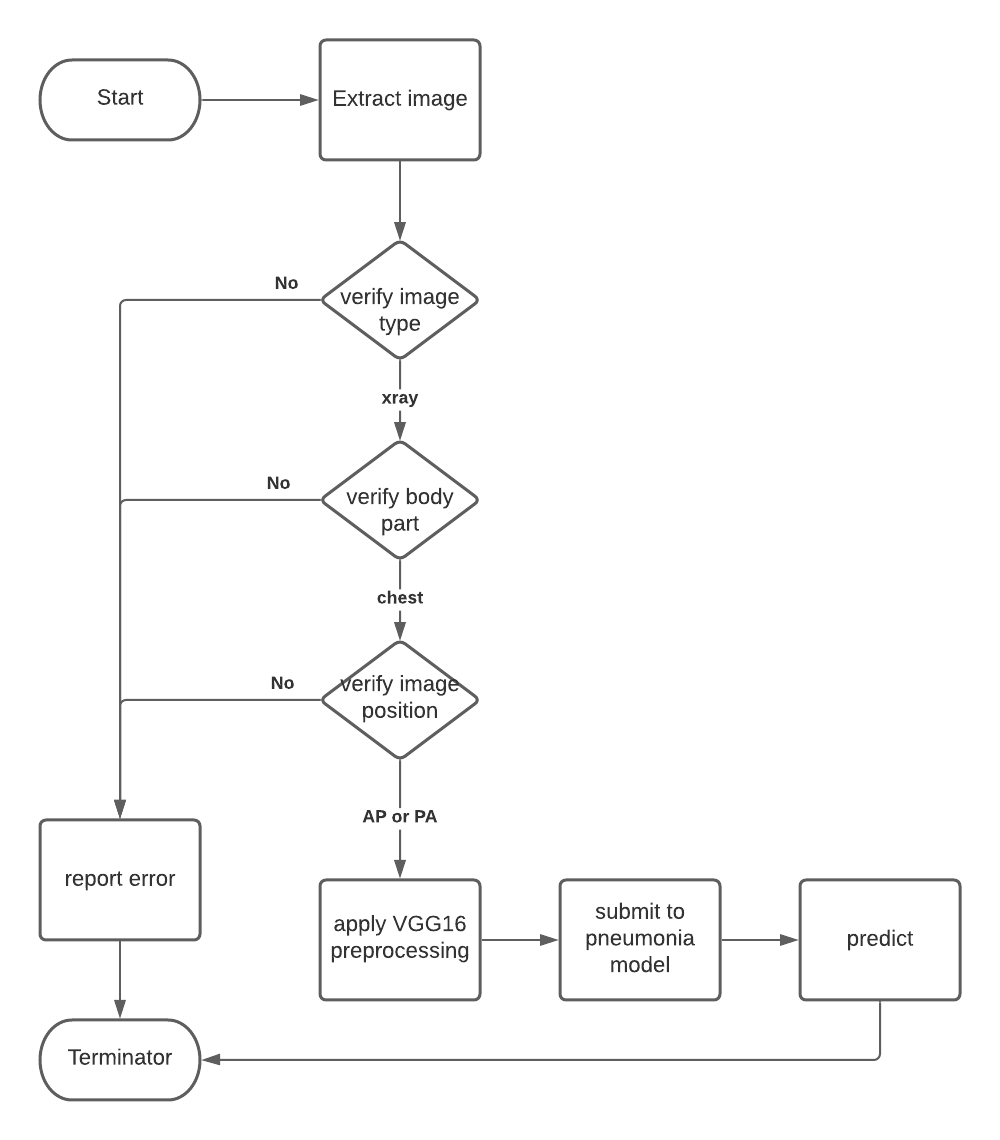 Start
Extract image
No
verify image
type
xray
No
verify body
part
chest
No
verify image
position
AP or PA
report error
apply VGG16
preprocessing
submit to
pneumonia
model
predict
Terminator